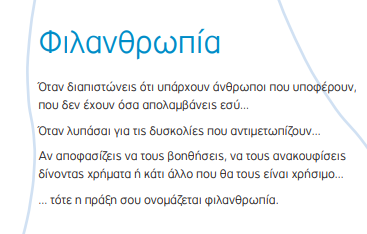 Φιλανθρωπία
Όταν διαπιστώνεις ότι υπάρχουν άνθρωποι που υποφέρουν,
που δεν έχουν όσα απολαμβάνεις εσύ...
Όταν λυπάσαι για τις δυσκολίες που αντιμετωπίζουν...
Αν αποφασίζεις να τους βοηθήσεις, να τους ανακουφίσεις
δίνοντας χρήματα ή κάτι άλλο που θα τους είναι χρήσιμο...
... τότε η πράξη σου ονομάζεται φιλανθρωπία.